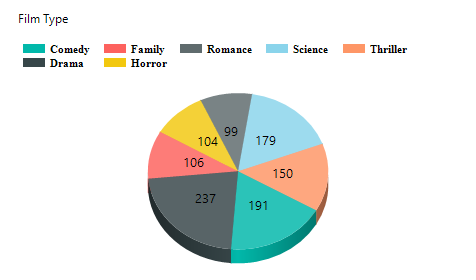 Film Type
Comedy Family Romance Science Thriller
Drama Horror
99
104 179
106 150
237 191